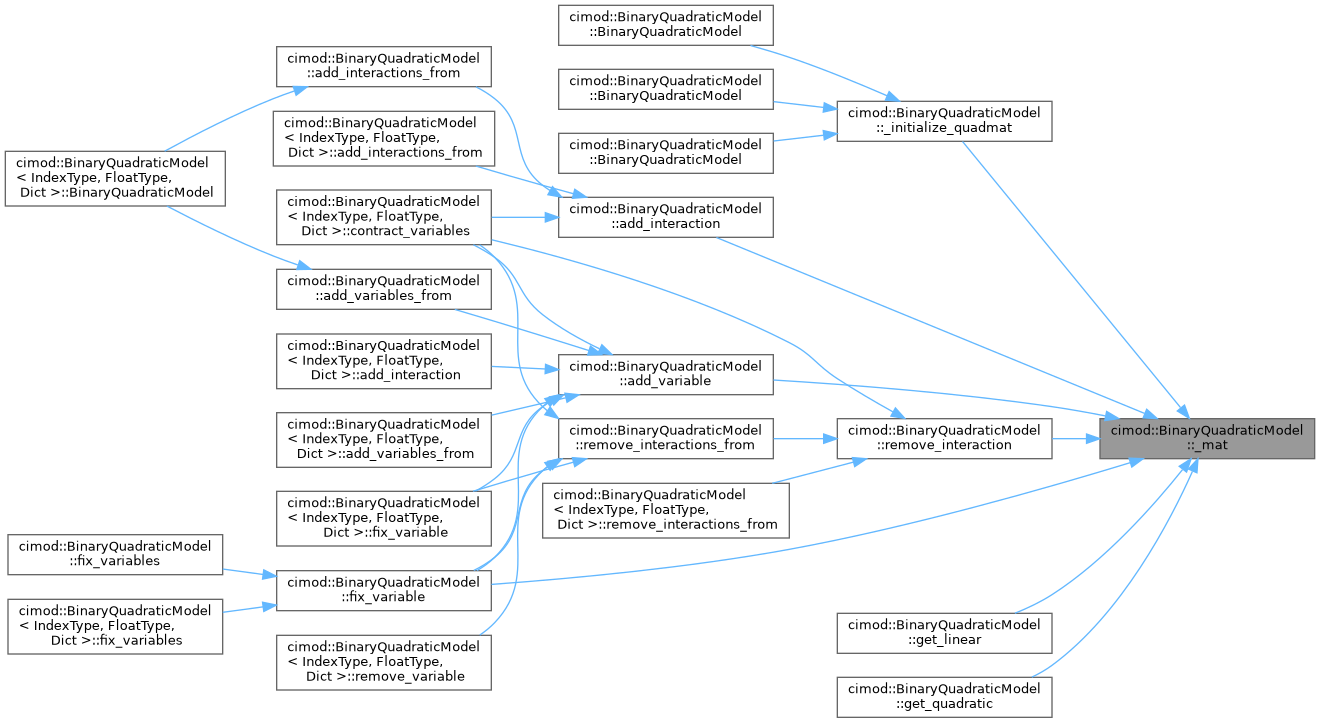 cimod::BinaryQuadraticModel
::BinaryQuadraticModel
cimod::BinaryQuadraticModel
::add_interactions_from
cimod::BinaryQuadraticModel
::BinaryQuadraticModel
cimod::BinaryQuadraticModel
::_initialize_quadmat
cimod::BinaryQuadraticModel
< IndexType, FloatType,
Dict >::add_interactions_from
cimod::BinaryQuadraticModel
::BinaryQuadraticModel
cimod::BinaryQuadraticModel
< IndexType, FloatType,
Dict >::BinaryQuadraticModel
cimod::BinaryQuadraticModel
< IndexType, FloatType,
Dict >::contract_variables
cimod::BinaryQuadraticModel
::add_interaction
cimod::BinaryQuadraticModel
::add_variables_from
cimod::BinaryQuadraticModel
< IndexType, FloatType,
Dict >::add_interaction
cimod::BinaryQuadraticModel
::add_variable
cimod::BinaryQuadraticModel
< IndexType, FloatType,
Dict >::add_variables_from
cimod::BinaryQuadraticModel
::remove_interactions_from
cimod::BinaryQuadraticModel
::remove_interaction
cimod::BinaryQuadraticModel
::_mat
cimod::BinaryQuadraticModel
< IndexType, FloatType,
Dict >::fix_variable
cimod::BinaryQuadraticModel
< IndexType, FloatType,
Dict >::remove_interactions_from
cimod::BinaryQuadraticModel
::fix_variables
cimod::BinaryQuadraticModel
::fix_variable
cimod::BinaryQuadraticModel
< IndexType, FloatType,
Dict >::fix_variables
cimod::BinaryQuadraticModel
::get_linear
cimod::BinaryQuadraticModel
< IndexType, FloatType,
Dict >::remove_variable
cimod::BinaryQuadraticModel
::get_quadratic